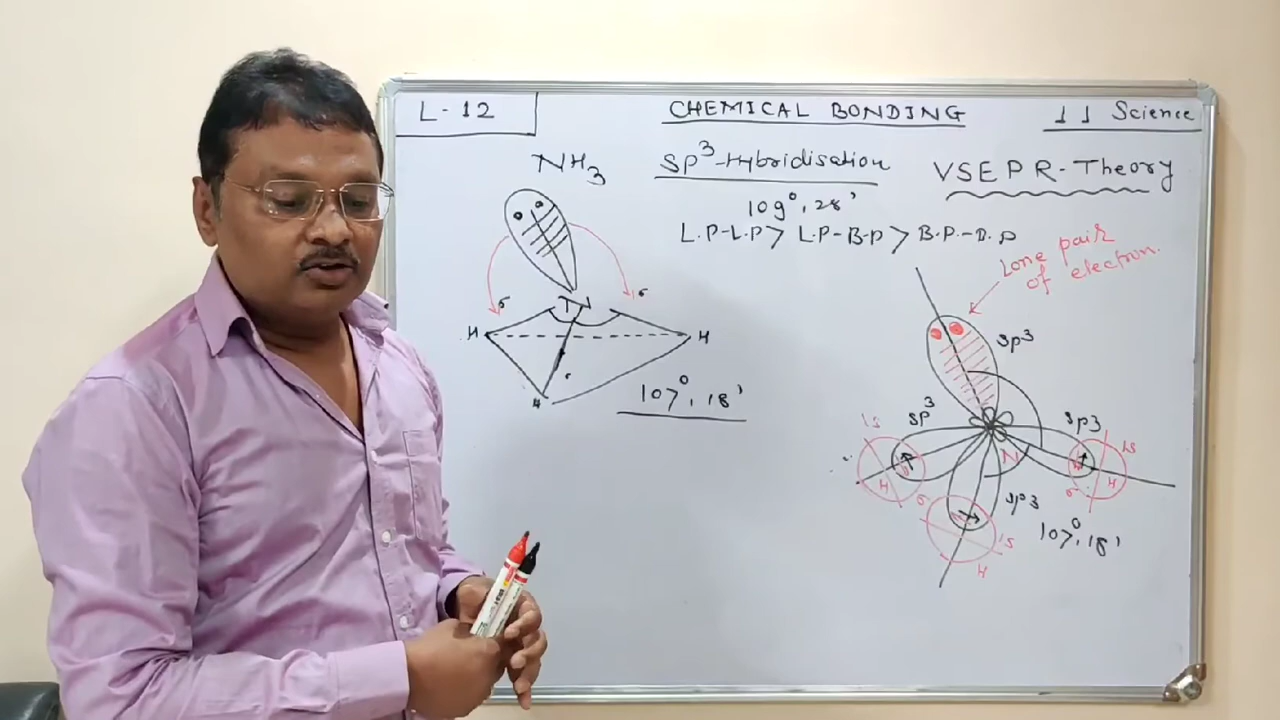 L-12
CHEMICAL BONDING
11 Science
NH3
SP3-Hybridisation
VSEPR-Theory
109°,28'
L.P-L.P > L.P-B.P > B.P.-B.P
Lone pair
of electron.
σ
σ
N
H
H
H
107°,18'
sp3
sp3
sp3
1s
1s
N
H
H
σ
σ
sp3
1s
H
107°,18'